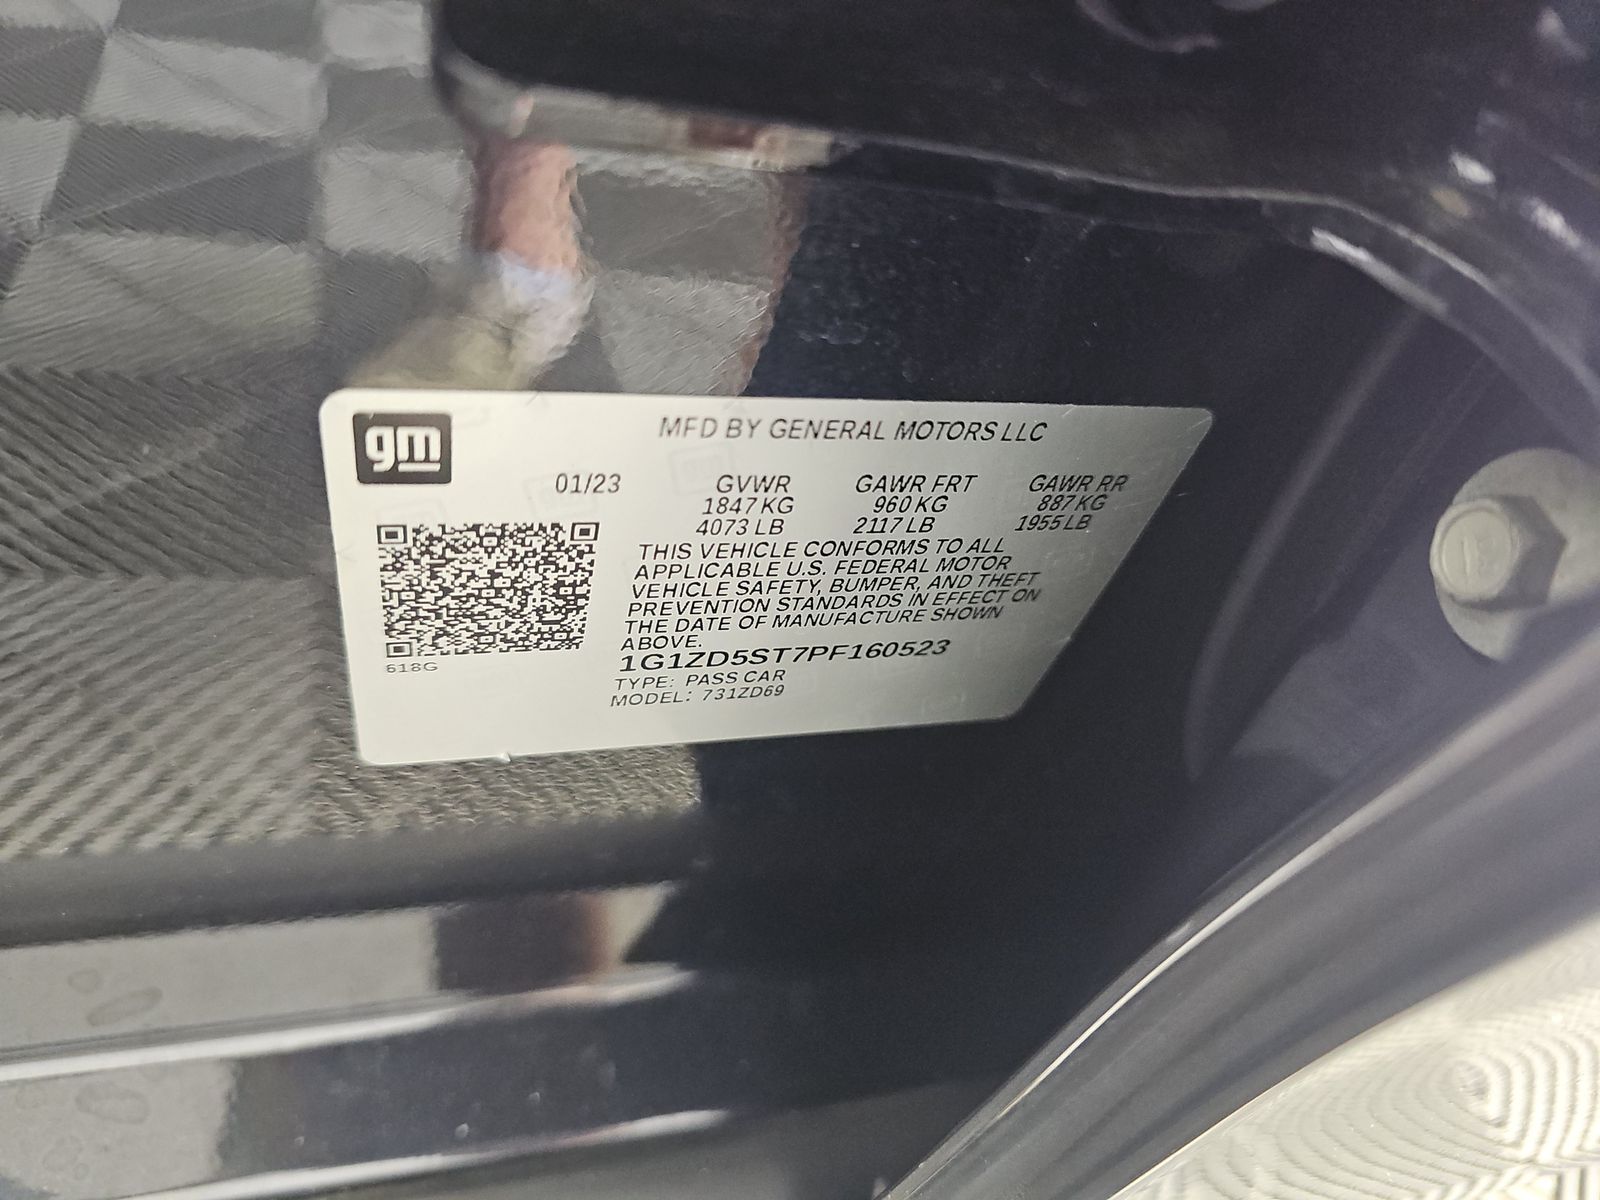 gm
MFD BY GENERAL MOTORS LLC
01/23 GVWR GAWR FRT GAWR RR
1847 KG 960 KG 887 KG
4073 LB 2117 LB 1955 LB
THIS VEHICLE CONFORMS TO ALL
APPLICABLE U.S. FEDERAL MOTOR
VEHICLE SAFETY, BUMPER, AND THEFT
PREVENTION STANDARDS IN EFFECT ON
THE DATE OF MANUFACTURE SHOWN
ABOVE.
618G
1G1ZD5ST7PF160523
TYPE: PASS CAR
MODEL: 731ZD69